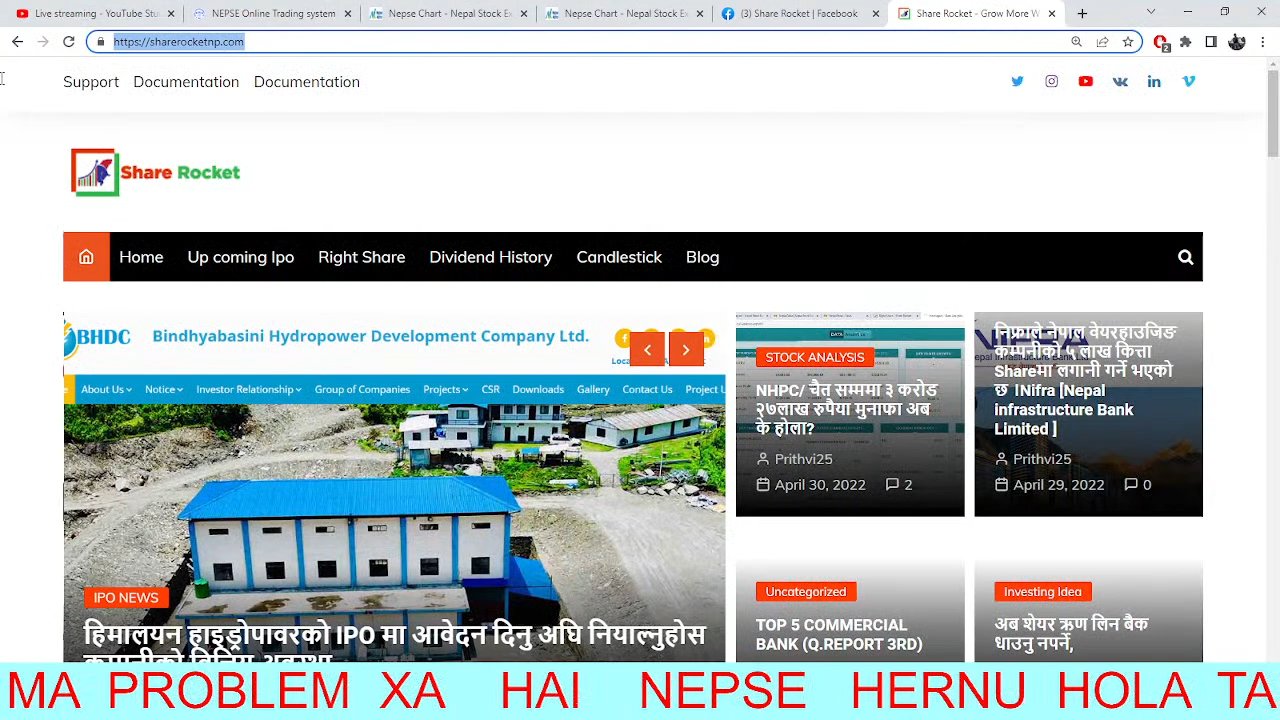 Live streaming - YouTube Stu
NEPSE Online Trading system
Nepse Chart - Nepal Stock Ex
Nepse Chart - Nepal Stock Ex
(3) Share Rocket | Facebook
Share Rocket - Grow More W
https://sharerocketnp.com
2
Support Documentation Documentation
Share Rocket
Home Up coming Ipo Right Share Dividend History Candlestick Blog
BHDC Bindhyabasini Hydropower Development Company Ltd.
About Us Notice Investor Relationship Group of Companies Projects CSR Downloads Gallery Contact Us Project
IPO NEWS
हिमालयन हाइड्रोपावरको IPO मा आवेदन दिनु अघि नियाल्नुहोस
STOCK ANALYSIS
NHPC/ चैत्र सम्ममा ३ करोड
२७लाख रुपैया मुनाफा अब
के होला?
Prithvi25
April 30, 2022 2
निफ्राले नेपाल वेयरहाउजिङ
कम्पनीको ५ लाख कित्ता
Shareमा लगानी गर्ने भएको
छ ।Nifra [Nepal
Infrastructure Bank
Limited ]
Prithvi25
April 29, 2022 0
Uncategorized
TOP 5 COMMERCIAL
BANK (Q.REPORT 3RD)
Investing Idea
अब शेयर ऋण लिन बैंक
धाउनु नपर्ने,
MA PROBLEM XA HAI NEPSE HERNU HOLA TA